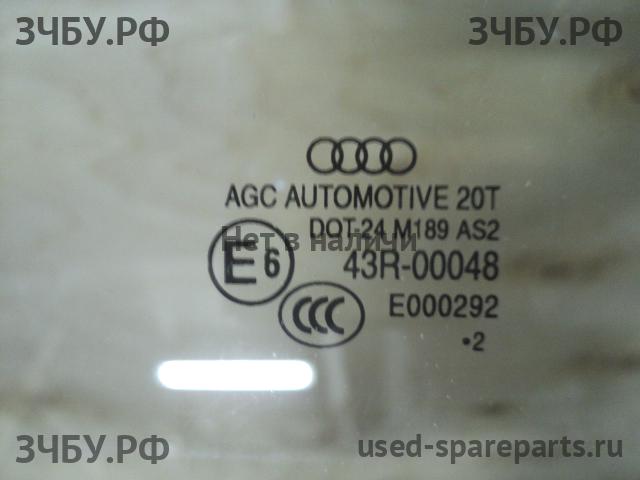 ЗЧБУ.РФ ЗЧБУ.РФ
AGC AUTOMOTIVE 20T
DOT-24 M189 AS2
Нет в наличи
E6 43R-00048
CCC E000292
•2
ЗЧБУ.РФ used-spareparts.ru